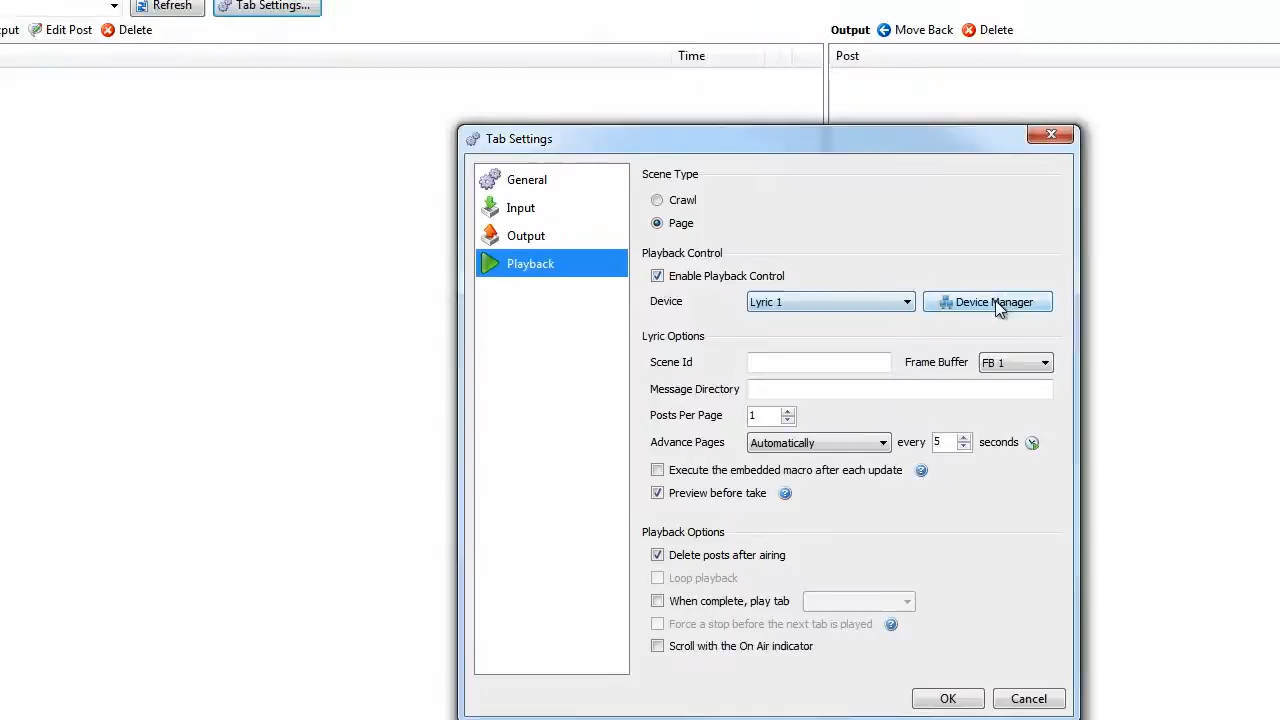 Refresh Tab Settings...
put Edit Post Delete Output Move Back Delete
Time Post
Tab Settings
General
Input
Output
Playback
Scene Type
Crawl
Page
Playback Control
Enable Playback Control
Device Lyric 1 Device Manager
Lyric Options
Scene Id Frame Buffer FB 1
Message Directory
Posts Per Page 1
Advance Pages Automatically every 5 seconds
Execute the embedded macro after each update ?
Preview before take ?
Playback Options
Delete posts after airing
Loop playback
When complete, play tab
Force a stop before the next tab is played ?
Scroll with the On Air indicator
OK Cancel